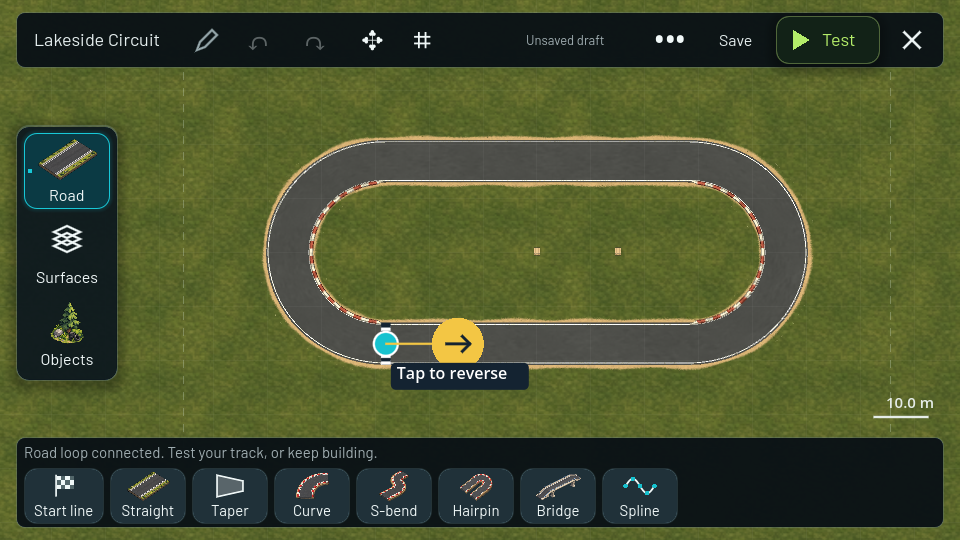 Lakeside Circuit
Unsaved draft
Save
Test
Road
Surfaces
Objects
Tap to reverse
10.0 m
Road loop connected. Test your track, or keep building.
Start line
Straight
Taper
Curve
S-bend
Hairpin
Bridge
Spline